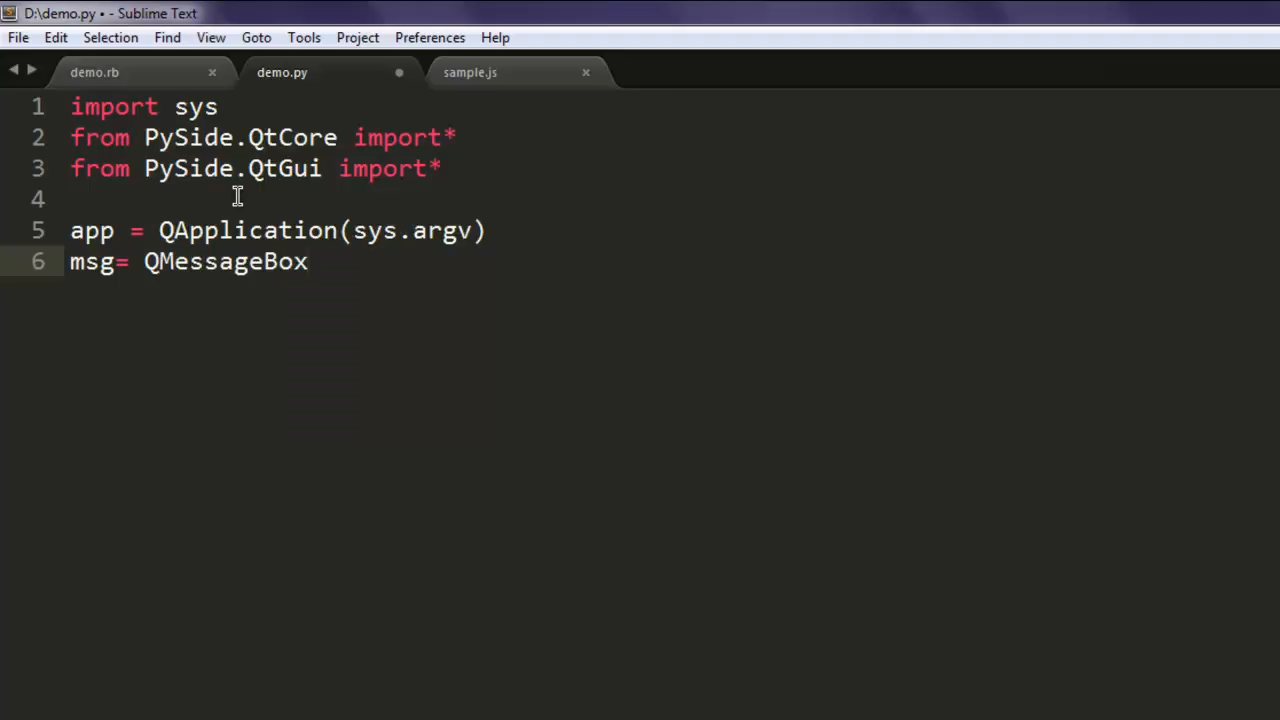 D:\demo.py • - Sublime Text
File Edit Selection Find View Goto Tools Project Preferences Help
demo.rb × demo.py sample.js ×
1 import sys
2 from PySide.QtCore import*
3 from PySide.QtGui import*
4
5 app = QApplication(sys.argv)
6 msg= QMessageBox